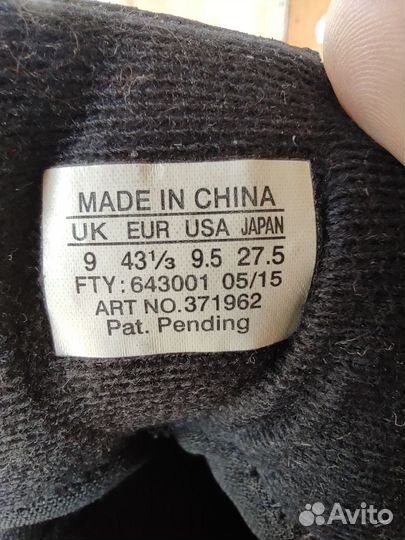 MADE IN CHINA
UK EUR USA JAPAN
9 43⅓ 9.5 27.5
FTY: 643001 05/15
ART NO.371962
Pat. Pending
Avito